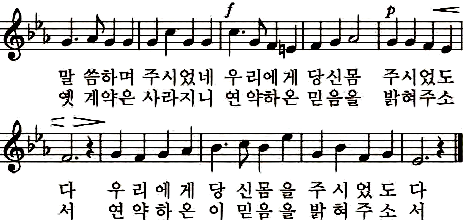 f p
말 씀하며 주시었네 우리에게 당신몸 주시었도
옛 계약은 사라지니 연약하온 믿음을 밝혀주소
다 우리에게 당 신몸을 주시었도 다
서 연약하온 이 믿음을 밝혀주소 서